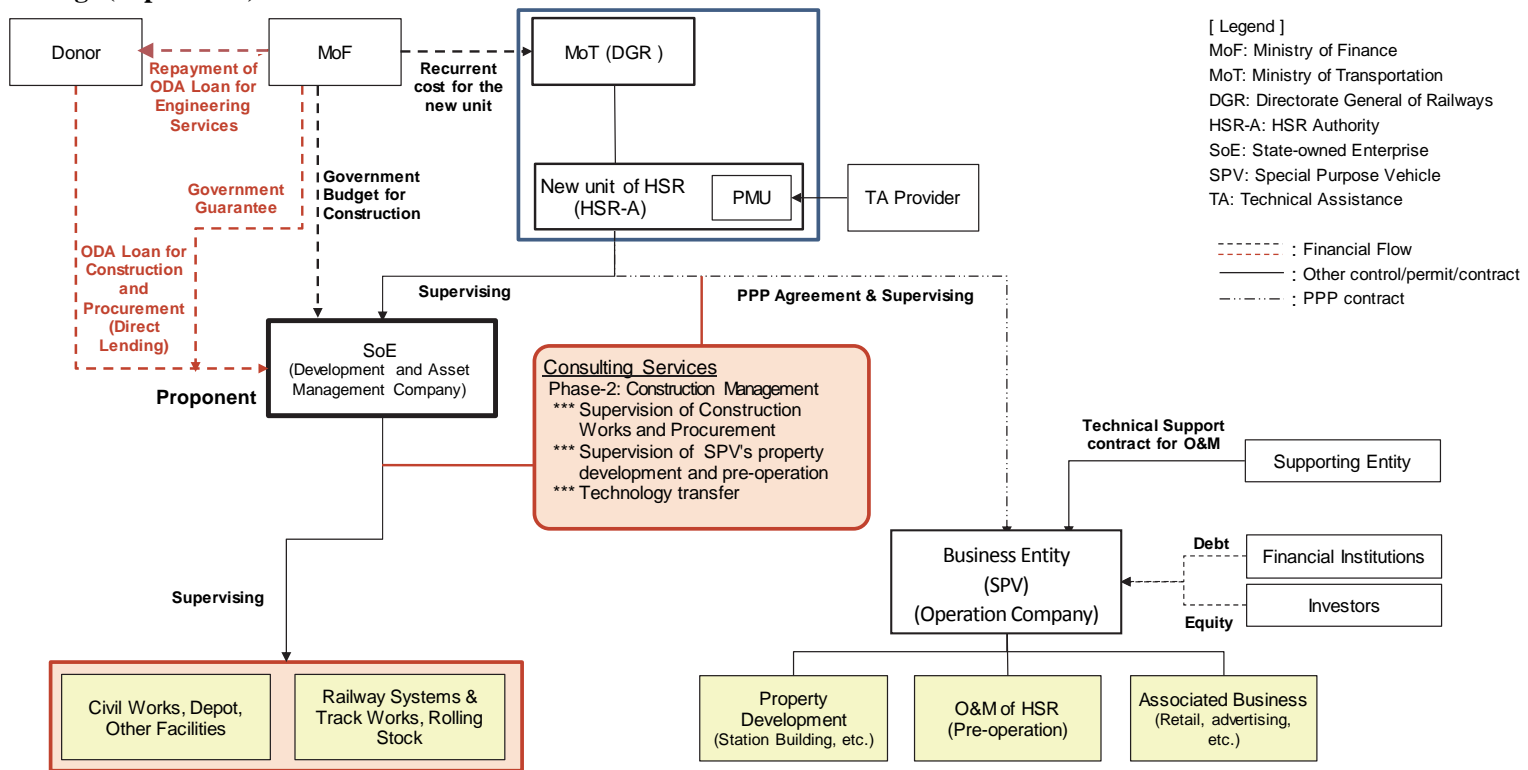 Donor
MoF
MoT (DGR )
Repayment of
ODA Loan for
Engineering
Services
Recurrent
cost for the
new unit
[ Legend ]
MoF: Ministry of Finance
MoT: Ministry of Transportation
DGR: Directorate General of Railways
HSR-A: HSR Authority
SoE: State-owned Enterprise
SPV: Special Purpose Vehicle
TA: Technical Assistance
: Financial Flow
: Other control/permit/contract
: PPP contract
Government
Guarantee
Government
Budget for
Construction
New unit of HSR
(HSR-A)
PMU
TA Provider
ODA Loan for
Construction
and
Procurement
(Direct
Lending)
Supervising
PPP Agreement & Supervising
Proponent
SoE
(Development and Asset
Management Company)
Consulting Services
Phase-2: Construction Management
*** Supervision of Construction
Works and Procurement
*** Supervision of SPV's property
development and pre-operation
*** Technology transfer
Technical Support
contract for O&M
Supporting Entity
Business Entity
(SPV)
(Operation Company)
Debt
Financial Institutions
Equity
Investors
Supervising
Civil Works, Depot,
Other Facilities
Railway Systems &
Track Works, Rolling
Stock
Property
Development
(Station Building, etc.)
O&M of HSR
(Pre-operation)
Associated Business
(Retail, advertising,
etc.)